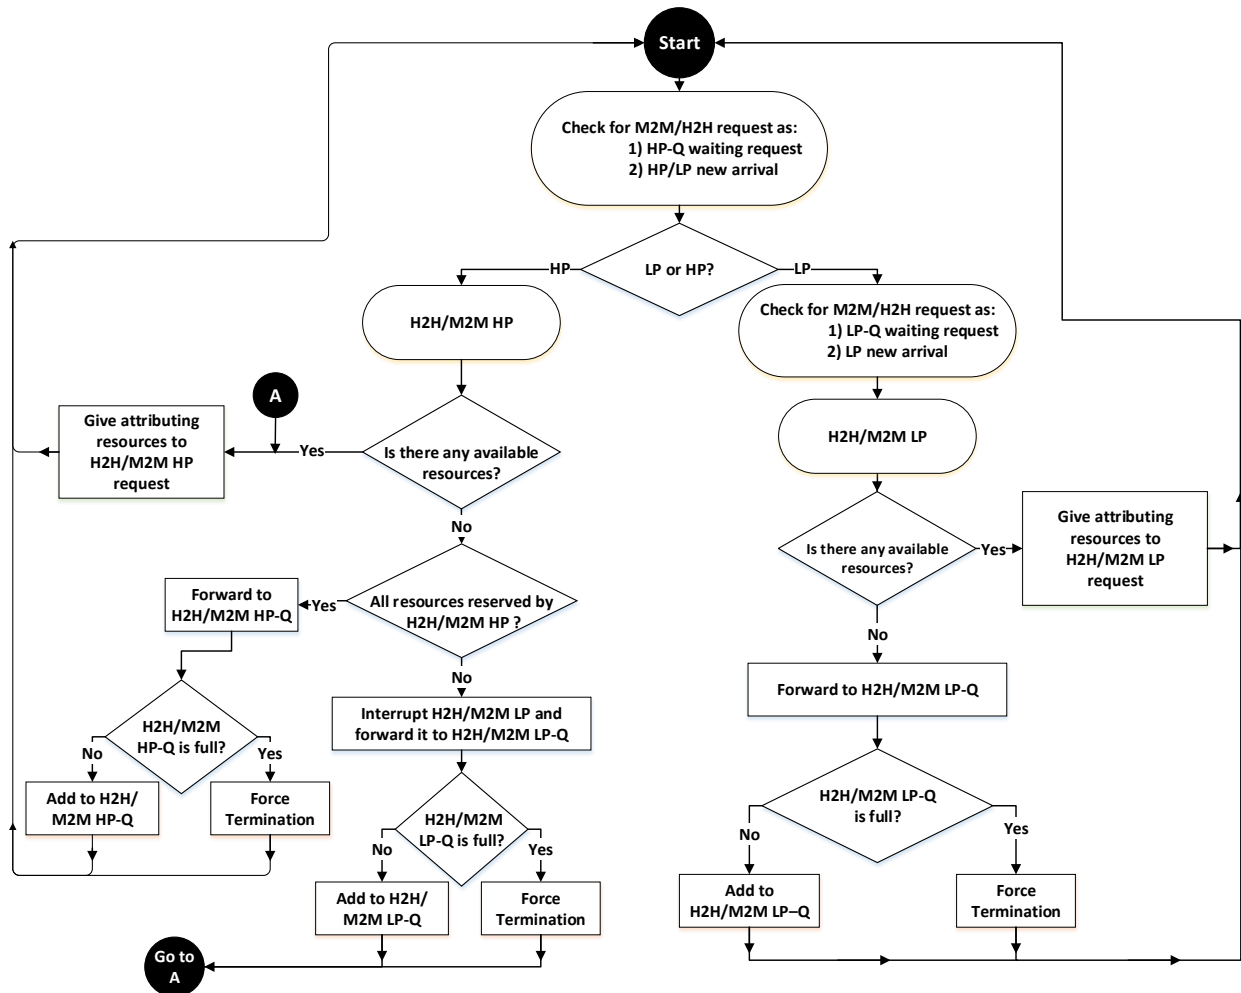 Start
Check for M2M/H2H request as:
1) HP-Q waiting request
2) HP/LP new arrival
LP or HP?
HP
LP
H2H/M2M HP
Check for M2M/H2H request as:
1) LP-Q waiting request
2) LP new arrival
A
Give attributing
resources to
H2H/M2M HP
request
Yes
Is there any available
resources?
H2H/M2M LP
No
Is there any available
resources?
Yes
Give attributing
resources to
H2H/M2M LP
request
Forward to
H2H/M2M HP-Q
Yes
All resources reserved by
H2H/M2M HP ?
No
No
Forward to H2H/M2M LP-Q
Interrupt H2H/M2M LP and
forward it to H2H/M2M LP-Q
H2H/M2M
HP-Q is full?
No
Yes
Add to H2H/
M2M HP-Q
Force
Termination
H2H/M2M
LP-Q is full?
No
Yes
H2H/M2M LP-Q
is full?
No
Yes
Add to H2H/
M2M LP-Q
Force
Termination
Add to
H2H/M2M LP–Q
Force
Termination
Go to
A